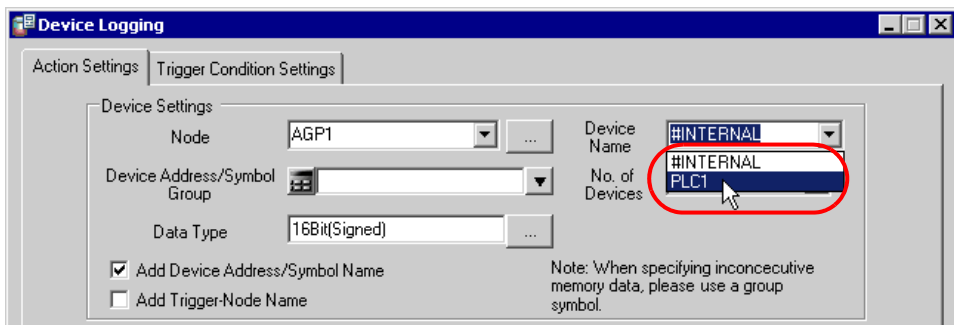 Device Logging
Action Settings
Trigger Condition Settings
Device Settings
Node
AGP1
...
Device
Name
#INTERNAL
#INTERNAL
PLC1
Device Address/Symbol
Group
No. of
Devices
Data Type
16Bit(Signed)
...
Add Device Address/Symbol Name
Add Trigger-Node Name
Note: When specifying inconcecutive
memory data, please use a group
symbol.